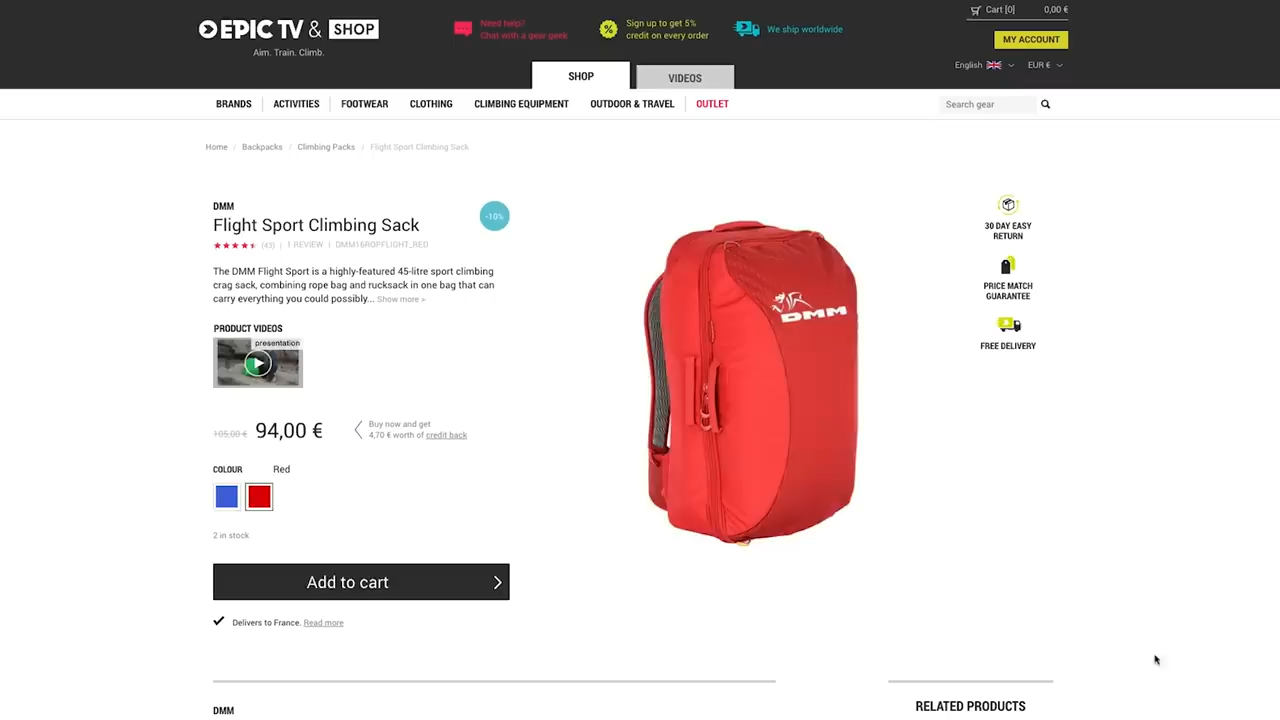 EPIC TV & SHOP
Aim. Train. Climb.
Need help?
Chat with a gear geek
Sign up to get 5%
credit on every order
We ship worldwide
Cart [0]
0,00 €
MY ACCOUNT
English
EUR €
SHOP
VIDEOS
BRANDS
ACTIVITIES
FOOTWEAR
CLOTHING
CLIMBING EQUIPMENT
OUTDOOR & TRAVEL
OUTLET
Search gear
Home / Backpacks / Climbing Packs / Flight Sport Climbing Sack
DMM
Flight Sport Climbing Sack
-10%
(43) | 1 REVIEW | DMM16ROPFLIGHT_RED
The DMM Flight Sport is a highly-featured 45-litre sport climbing
crag sack, combining rope bag and rucksack in one bag that can
carry everything you could possibly... Show more >
PRODUCT VIDEOS
presentation
105,00 €
94,00 €
Buy now and get
4,70 € worth of credit back
COLOUR
Red
2 in stock
Add to cart
Delivers to France. Read more
DMM
30 DAY EASY
RETURN
PRICE MATCH
GUARANTEE
FREE DELIVERY
DMM
RELATED PRODUCTS